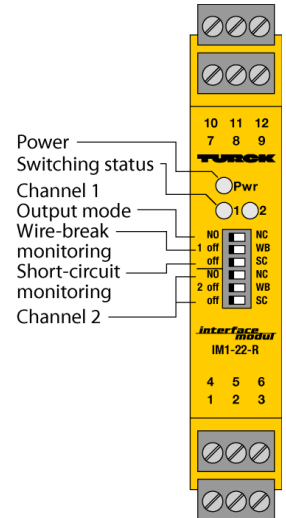 10 11 12
7 8 9
TURCK
Power
Pwr
Switching status
1 2
Channel 1
Output mode
NO NC
Wire-break
monitoring
1 off WB
Short-circuit
monitoring
off SC
NO NC
2 off WB
Channel 2
off SC
interface
modul
IM1-22-R
4 5 6
1 2 3